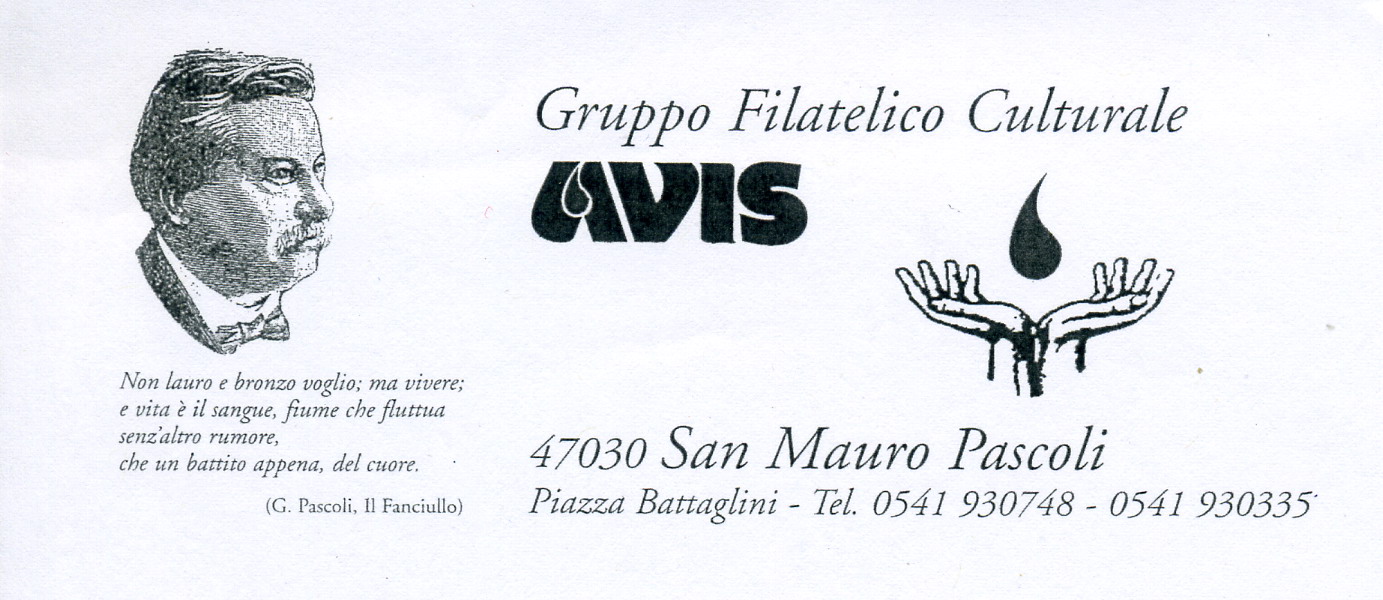 Non lauro e bronzo voglio; ma vivere;
e vita è il sangue, fiume che fluttua
senz'altro rumore,
che un battito appena, del cuore.
(G. Pascoli, Il Fanciullo)
Gruppo Filatelico Culturale
AVIS
47030 San Mauro Pascoli
Piazza Battaglini - Tel. 0541 930748 - 0541 930335